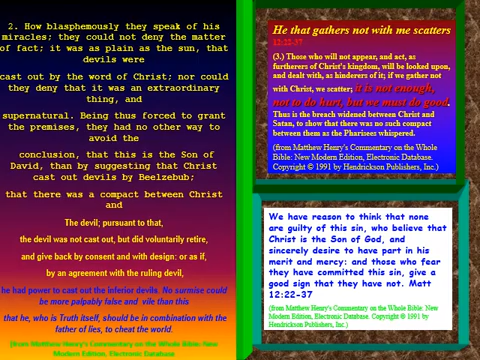 2. How blasphemously they speak of his
miracles; they could not deny the matter
of fact; it was as plain as the sun, that
devils were
cast out by the word of Christ; nor could
they deny that it was an extraordinary
thing, and
supernatural. Being thus forced to grant
the premises, they had no other way to
avoid the
conclusion, that this is the Son of
David, than by suggesting that Christ
cast out devils by Beelzebub;
that there was a compact between Christ
and
The devil; pursuant to that,
the devil was not cast out, but did voluntarily retire,
and give back by consent and with design: or as if,
by an agreement with the ruling devil,
he had power to cast out the inferior devils. No surmise could
be more palpably false and vile than this
that he, who is Truth itself, should be in combination with the
father of lies, to cheat the world.
(from Matthew Henry's Commentary on the Whole Bible: New
Modern Edition, Electronic Database
He that gathers not with me scatters
12:22-37
(3.) Those who will not appear, and act, as
furtherers of Christ's kingdom, will be looked upon,
and dealt with, as hinderers of it; if we gather not
with Christ, we scatter; it is not enough,
not to do hurt, but we must do good.
Thus is the breach widened between Christ and
Satan, to show that there was no such compact
between them as the Pharisees whispered.
(from Matthew Henry's Commentary on the Whole
Bible: New Modern Edition, Electronic Database.
Copyright © 1991 by Hendrickson Publishers, Inc.)
We have reason to think that none
are guilty of this sin, who believe that
Christ is the Son of God, and
sincerely desire to have part in his
merit and mercy: and those who fear
they have committed this sin, give a
good sign that they have not. Matt
12:22-37
(from Matthew Henry's Commentary on the Whole Bible: New
Modern Edition, Electronic Database. Copyright © 1991 by
Hendrickson Publishers, Inc.)